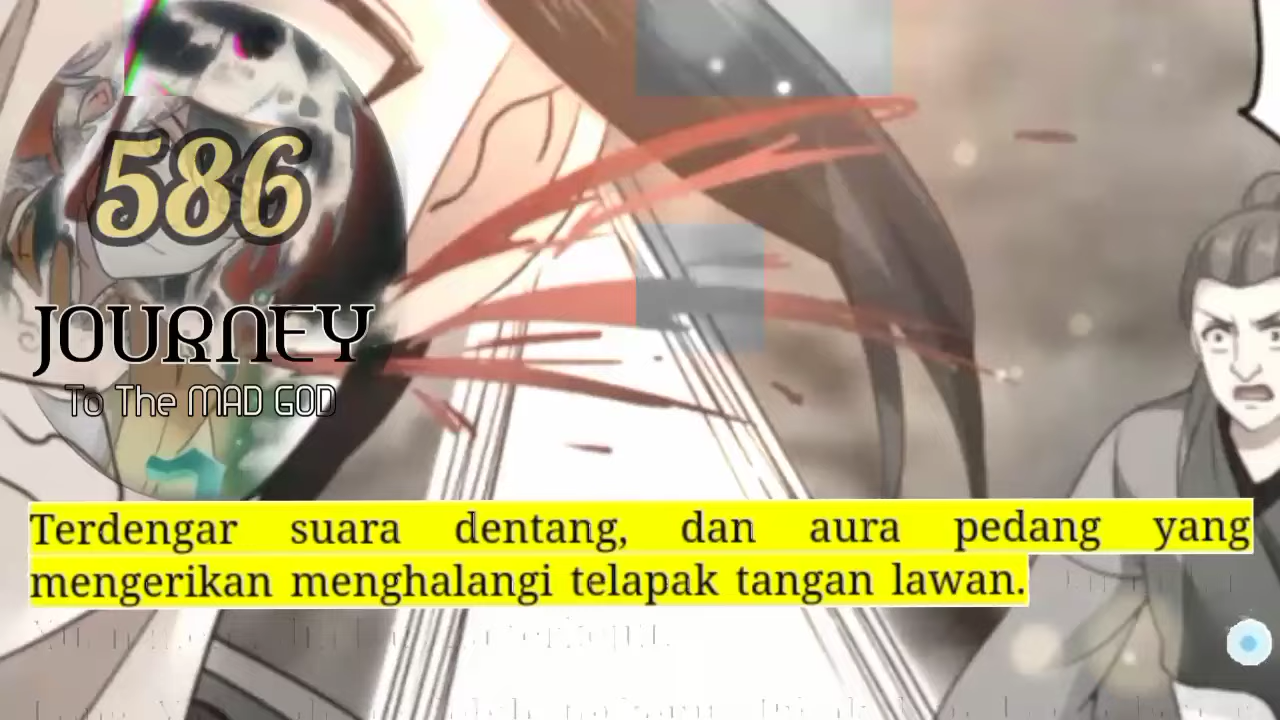 586
JOURNEY
To The MAD GOD
Terdengar suara dentang, dan aura pedang yang
mengerikan menghalangi telapak tangan lawan.